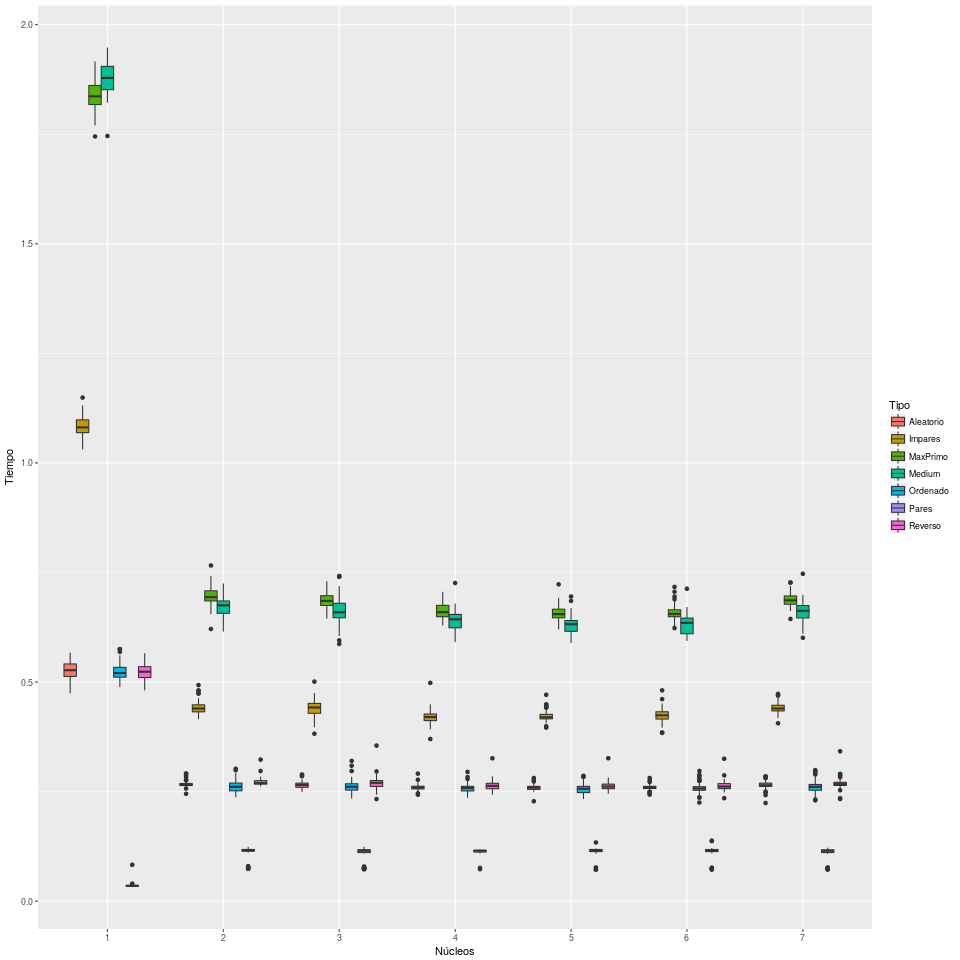 2.0
1.5
1.0
0.5
0.0
Tiempo
1 2 3 4 5 6 7
Núcleos
Tipo
Aleatorio
Impares
MaxPrimo
Medium
Ordenado
Pares
Reverso